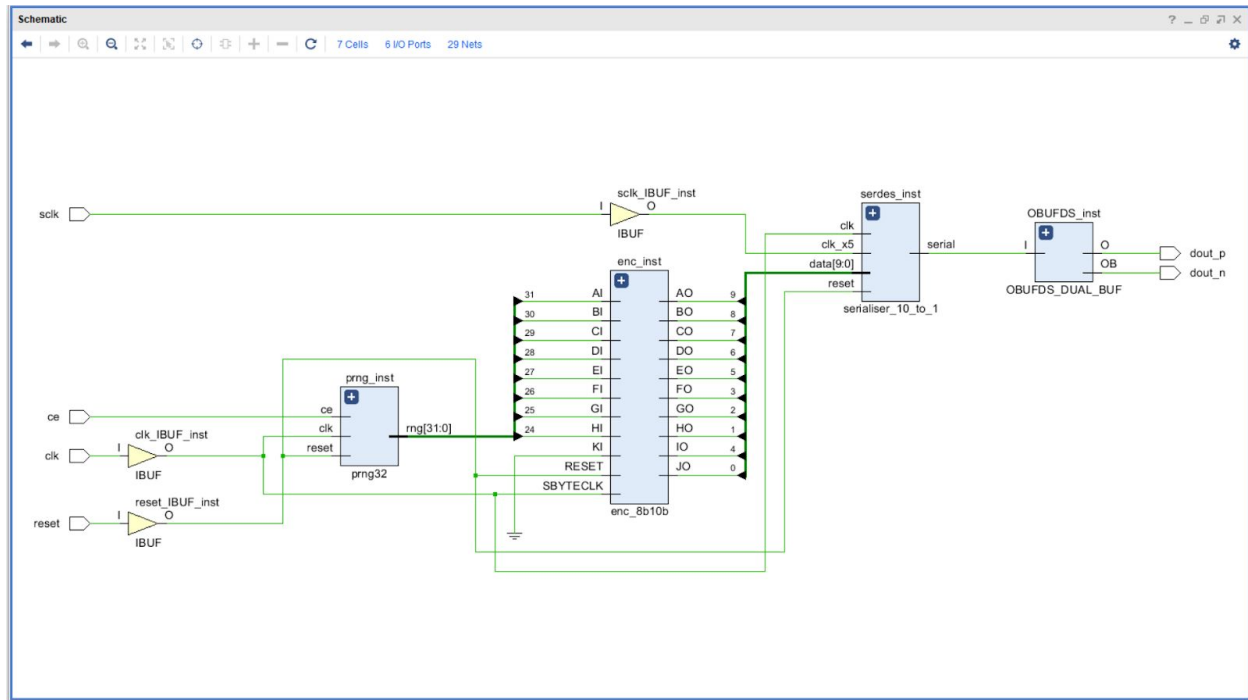 Schematic
7 Cells 6 I/O Ports 29 Nets
sclk
I
O
sclk_IBUF_inst
IBUF
serdes_inst
clk
clk_x5
data[9:0]
reset
serial
serialiser_10_to_1
OBUFDS_inst
I
O
OB
OBUFDS_DUAL_BUF
dout_p
dout_n
enc_inst
31 AI AO 9
30 BI BO 8
29 CI CO 7
28 DI DO 6
27 EI EO 5
26 FI FO 3
25 GI GO 2
24 HI HO 1
KI IO 4
RESET JO 0
SBYTECLK
enc_8b10b
prng_inst
ce
clk
reset
rng[31:0]
prng32
ce
clk
clk_IBUF_inst
I
O
IBUF
reset
reset_IBUF_inst
I
O
IBUF